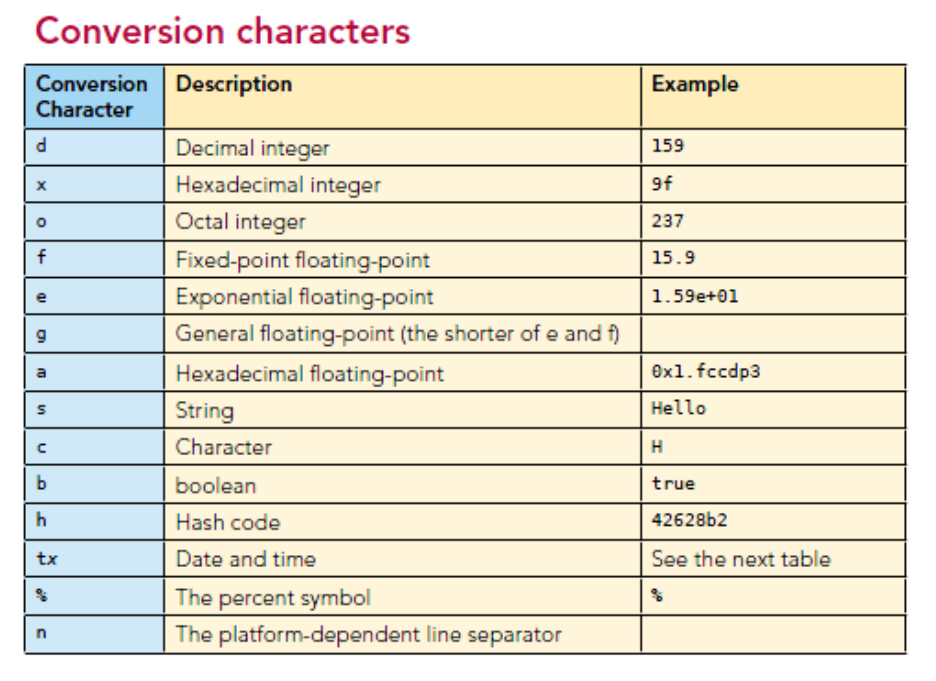 Conversion characters
Conversion Character Description Example
d Decimal integer 159
x Hexadecimal integer 9f
o Octal integer 237
f Fixed-point floating-point 15.9
e Exponential floating-point 1.59e+01
g General floating-point (the shorter of e and f)
a Hexadecimal floating-point 0x1.fccdp3
s String Hello
c Character H
b boolean true
h Hash code 42628b2
tx Date and time See the next table
% The percent symbol %
n The platform-dependent line separator